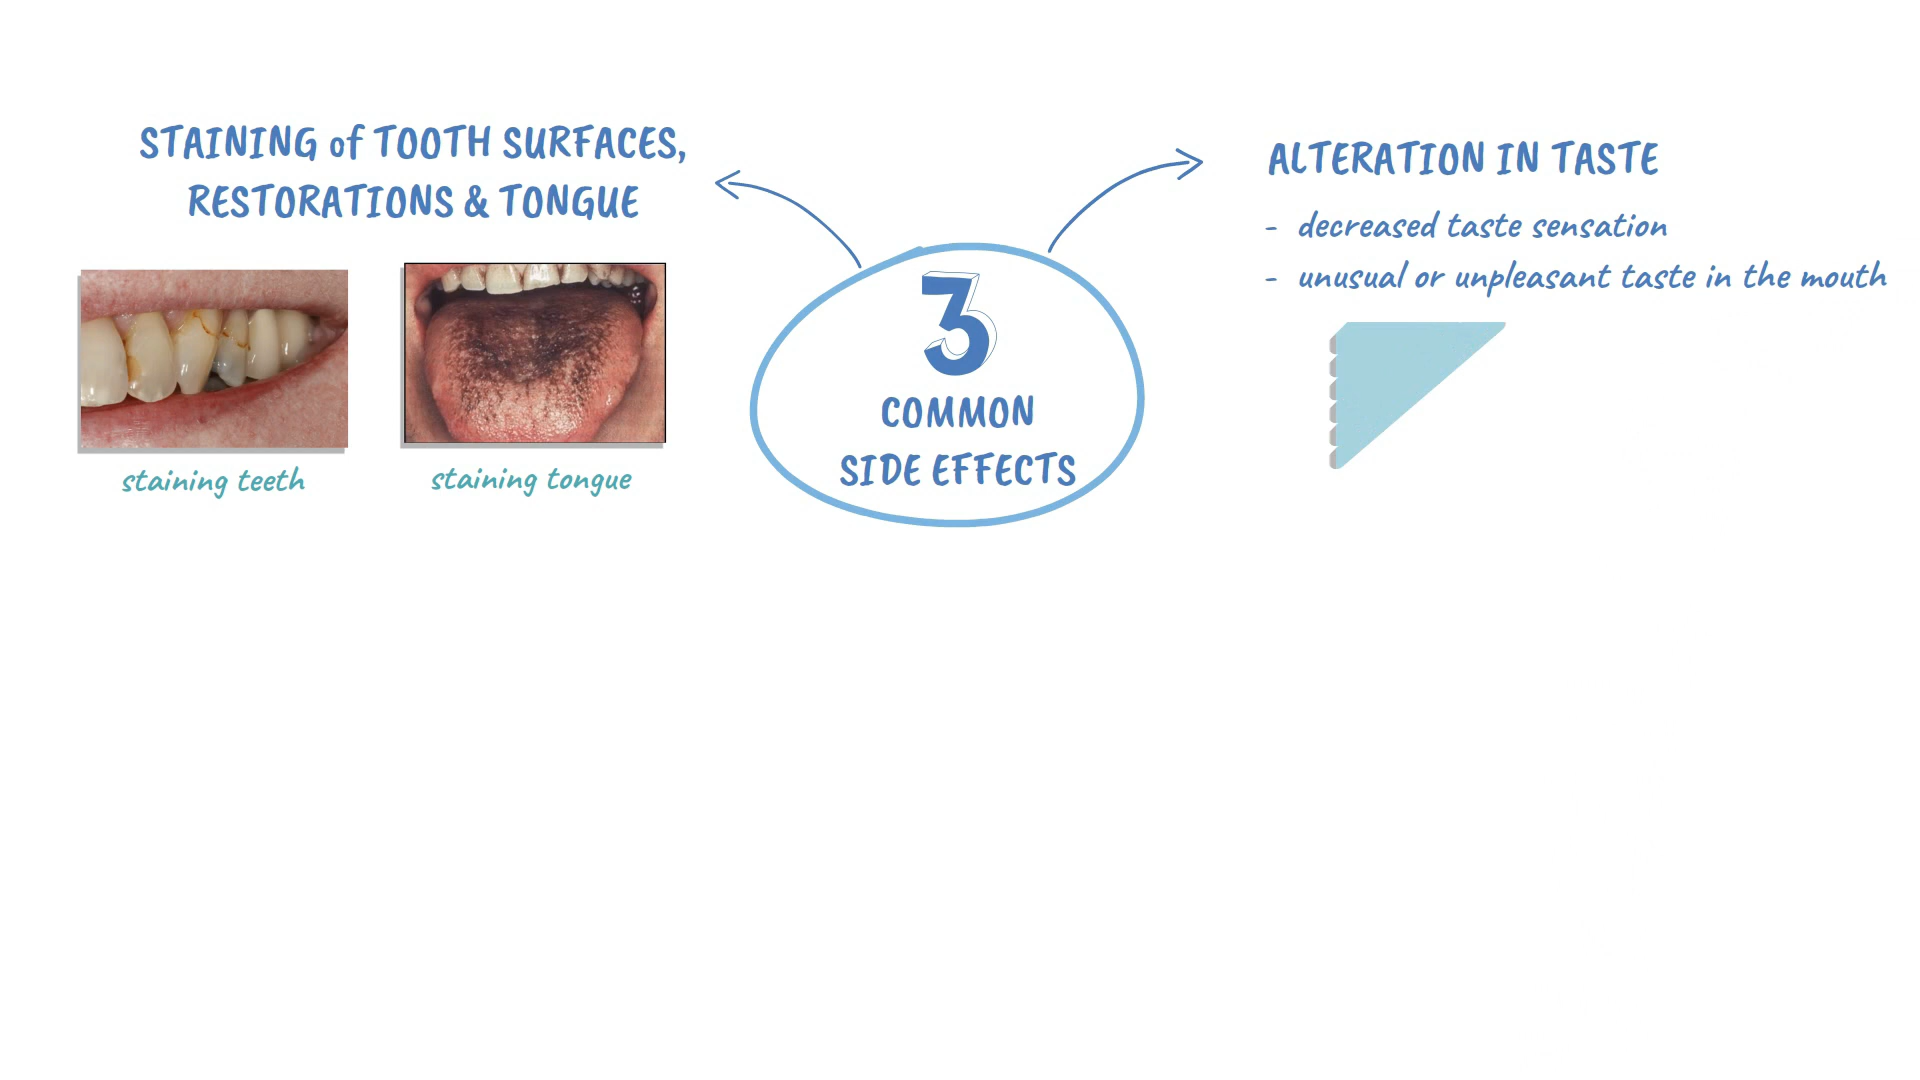 STAINING of TOOTH SURFACES,
RESTORATIONS & TONGUE
staining teeth
staining tongue
3
COMMON
SIDE EFFECTS
ALTERATION IN TASTE
- decreased taste sensation
- unusual or unpleasant taste in the mouth